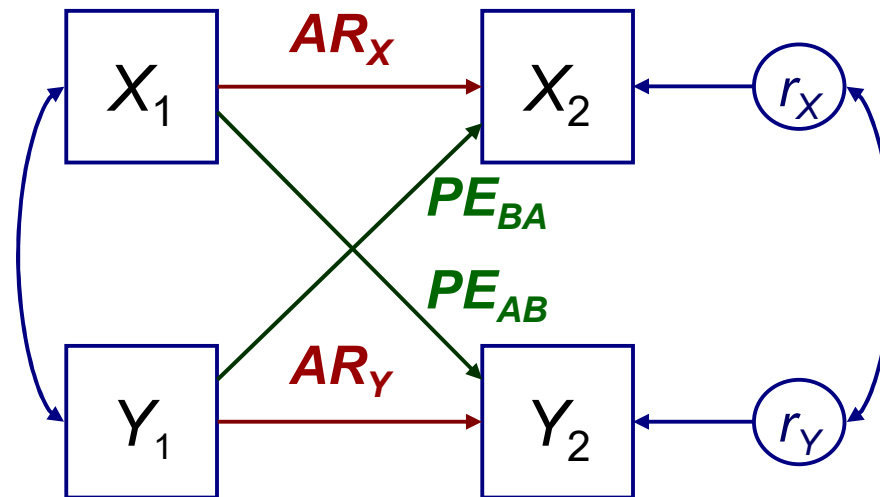 AR_X
X_1
X_2
r_X
PE_BA
PE_AB
AR_Y
Y_1
Y_2
r_Y